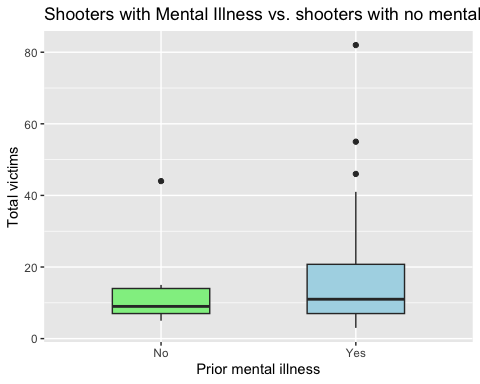 Shooters with Mental Illness vs. shooters with no mental
80
60
40
20
0
Total victims
No Yes
Prior mental illness